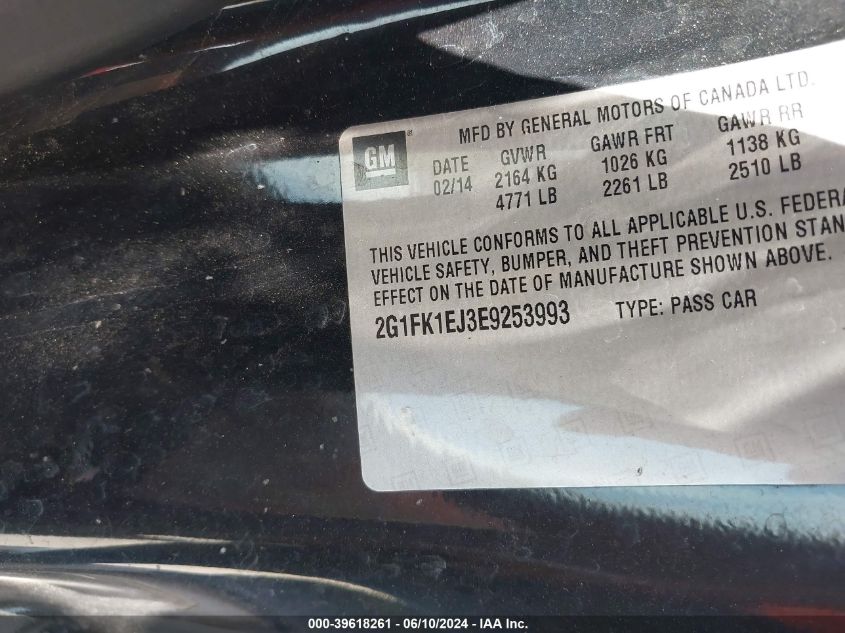 MFD BY GENERAL MOTORS OF CANADA LTD.
GM®
DATE GVWR GAWR FRT GAWR RR
02/14 2164 KG 1026 KG 1138 KG
4771 LB 2261 LB 2510 LB
THIS VEHICLE CONFORMS TO ALL APPLICABLE U.S. FEDERA
VEHICLE SAFETY, BUMPER, AND THEFT PREVENTION STAN
EFFECT ON THE DATE OF MANUFACTURE SHOWN ABOVE.
2G1FK1EJ3E9253993 TYPE: PASS CAR
000-39618261 - 06/10/2024 - IAA Inc.